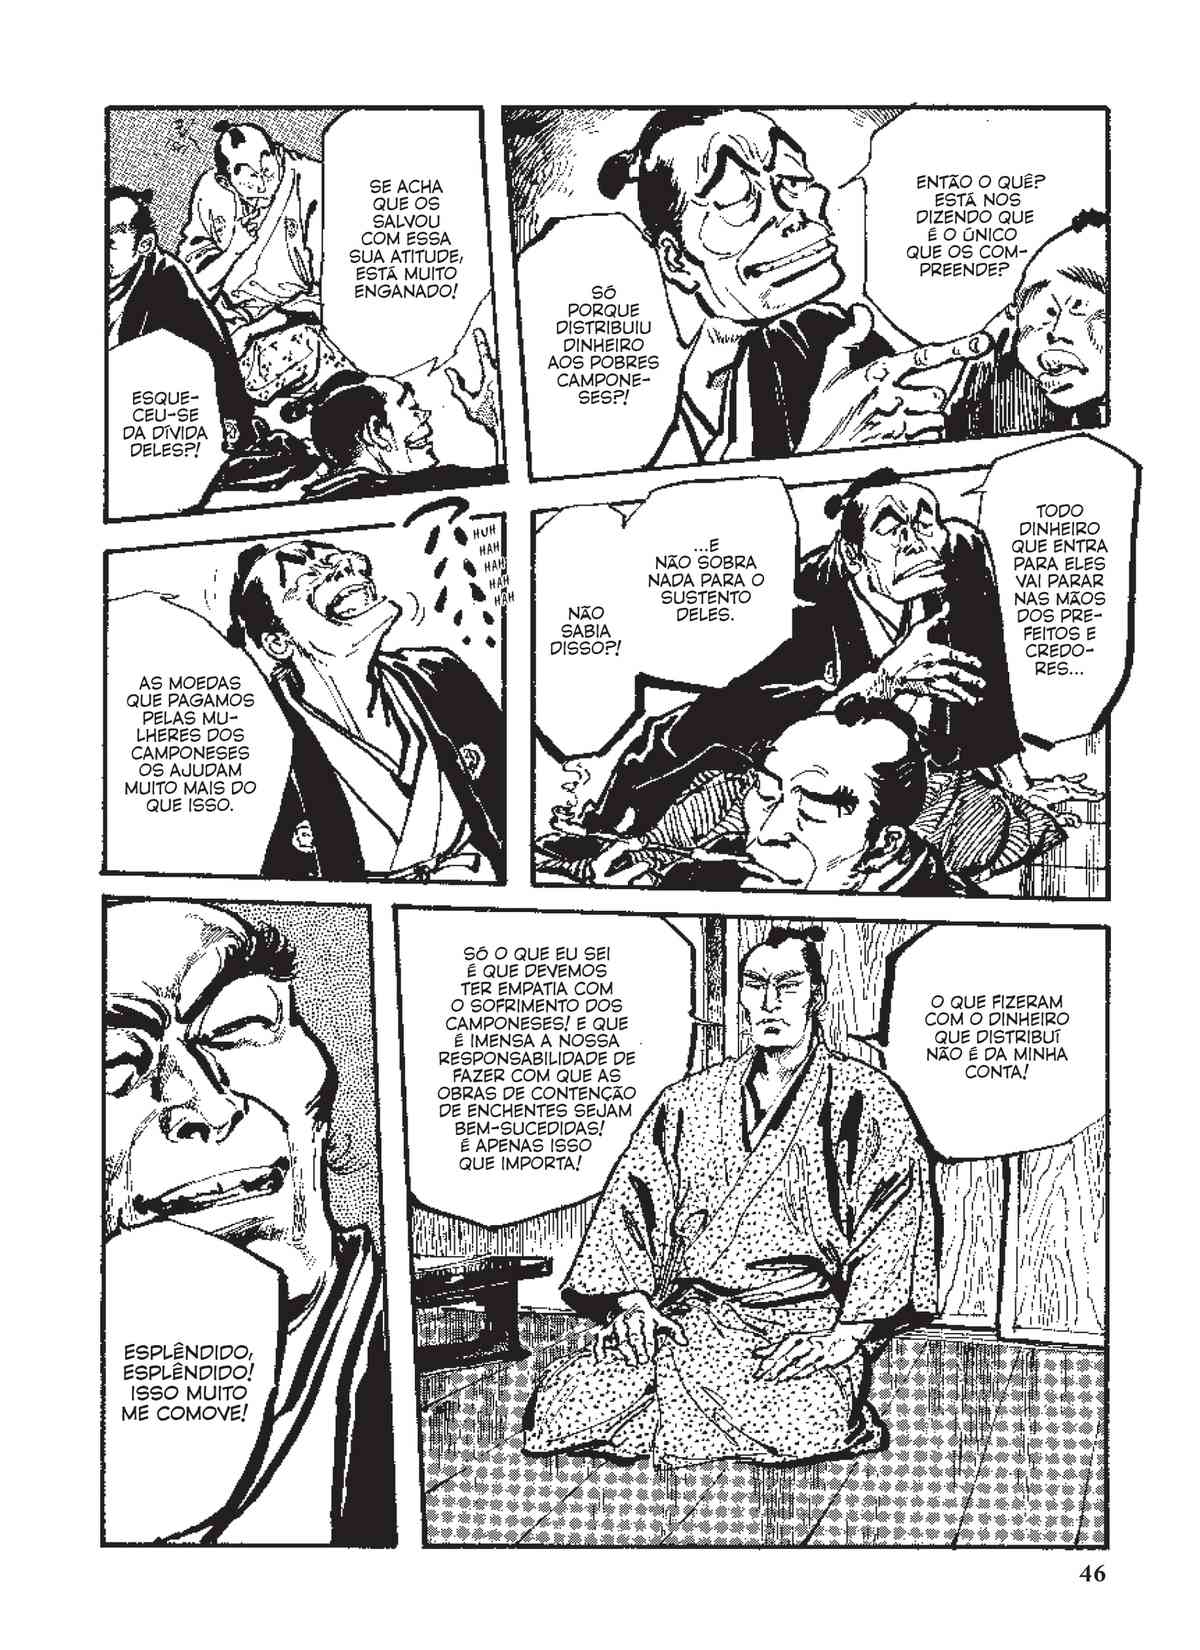 ENTÃO O QUÊ?
ESTÁ NOS
DIZENDO QUE
É O ÚNICO
QUE OS COM-
PREENDE?
SÓ
PORQUE
DISTRIBUIU
DINHEIRO
AOS POBRES
CAMPONE-
SES?!
SE ACHA
QUE OS
SALVOU
COM ESSA
SUA ATITUDE,
ESTÁ MUITO
ENGANADO!
ESQUE-
CEU-SE
DA DÍVIDA
DELES?!
TODO
DINHEIRO
QUE ENTRA
PARA ELES
VAI PARAR
NAS MÃOS
DOS PRE-
FEITOS E
CREDO-
RES...
...E
NÃO SOBRA
NADA PARA O
SUSTENTO
DELES.
NÃO
SABIA
DISSO?!
HUH
HAH
HAH
HAH
HAH
AS MOEDAS
QUE PAGAMOS
PELAS MU-
LHERES DOS
CAMPONESES
OS AJUDAM
MUITO MAIS DO
QUE ISSO.
O QUE FIZERAM
COM O DINHEIRO
QUE DISTRIBUÍ
NÃO É DA MINHA
CONTA!
SÓ O QUE EU SEI
É QUE DEVEMOS
TER EMPATIA COM
O SOFRIMENTO DOS
CAMPONESES! E QUE
É IMENSA A NOSSA
RESPONSABILIDADE DE
FAZER COM QUE AS
OBRAS DE CONTENÇÃO
DE ENCHENTES SEJAM
BEM-SUCEDIDAS!
É APENAS ISSO
QUE IMPORTA!
ESPLÊNDIDO,
ESPLÊNDIDO!
ISSO MUITO
ME COMOVE!
46